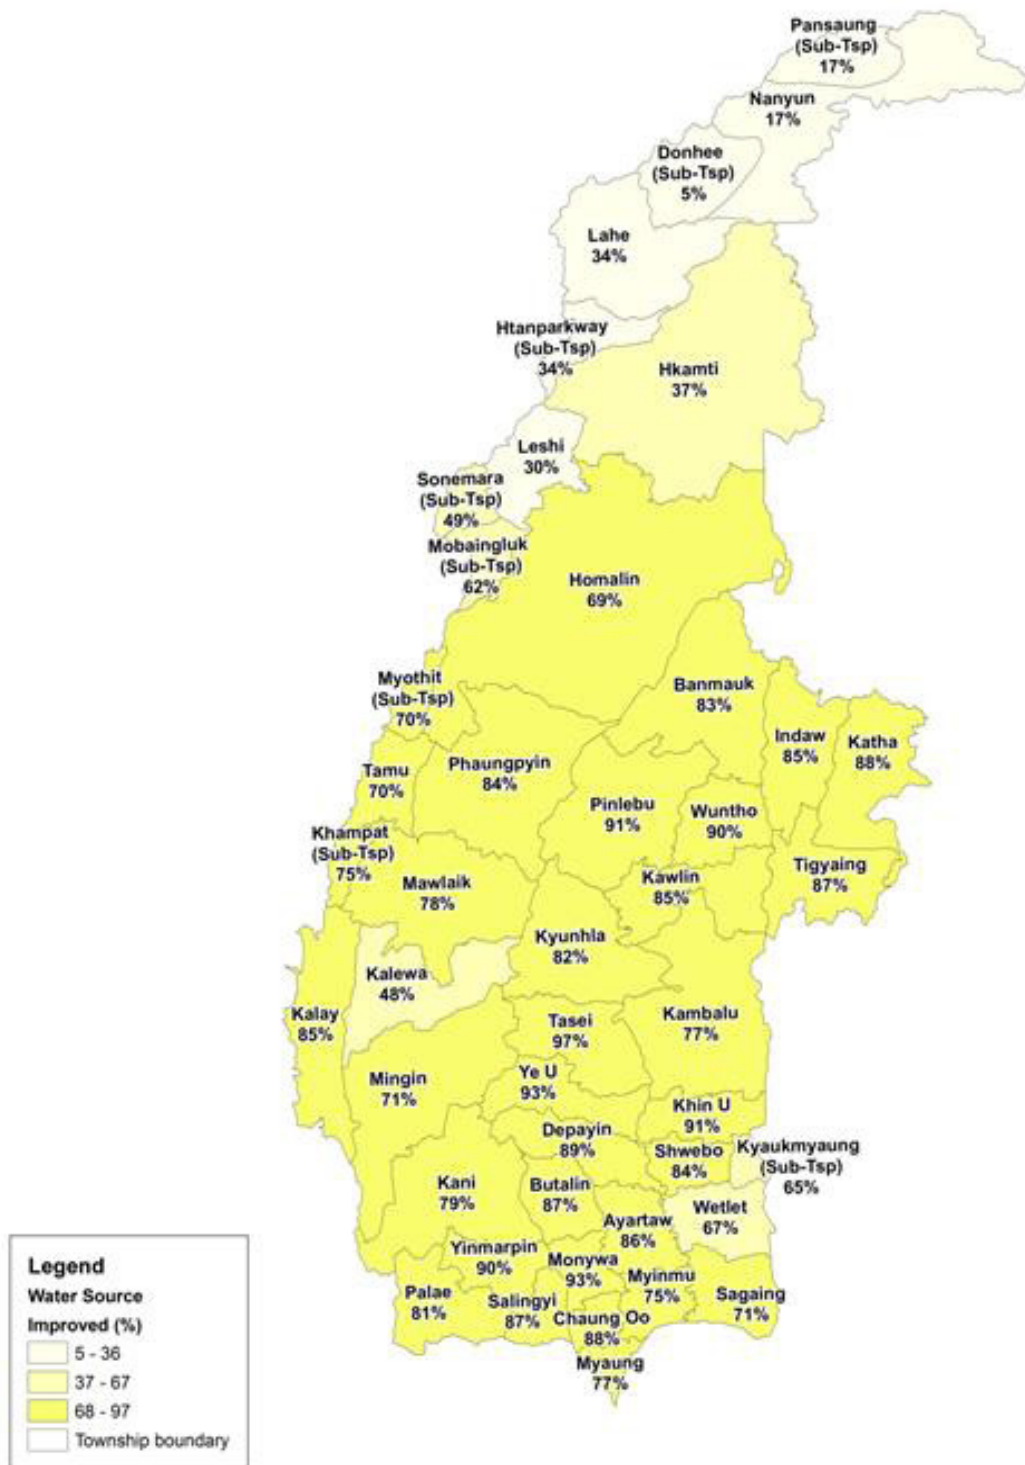 Pansaung
(Sub-Tsp)
17%
Nanyun
17%
Donhee
(Sub-Tsp)
5%
Lahe
34%
Htanparkway
(Sub-Tsp)
34%
Hkamti
37%
Leshi
30%
Sonemara
(Sub-Tsp)
49%
Mobaingluk
(Sub-Tsp)
62%
Homalin
69%
Myothit
(Sub-Tsp)
70%
Banmauk
83%
Indaw
85%
Katha
88%
Phaungpyin
84%
Tamu
70%
Pinlebu
91%
Wuntho
90%
Khampat
(Sub-Tsp)
75%
Mawlaik
78%
Kawlin
85%
Tigyaing
87%
Kyunhla
82%
Kalewa
48%
Kalay
85%
Tasei
97%
Kambalu
77%
Mingin
71%
Ye U
93%
Khin U
91%
Depayin
89%
Shwebo
84%
Kyaukmyaung
(Sub-Tsp)
65%
Kani
79%
Butalin
87%
Wetlet
67%
Ayartaw
86%
Yinmarpin
90%
Monywa
93%
Myinmu
75%
Sagaing
71%
Palae
81%
Salingyi
87%
Chaung Oo
88%
Myaung
77%
Legend
Water Source
Improved (%)
5 - 36
37 - 67
68 - 97
Township boundary